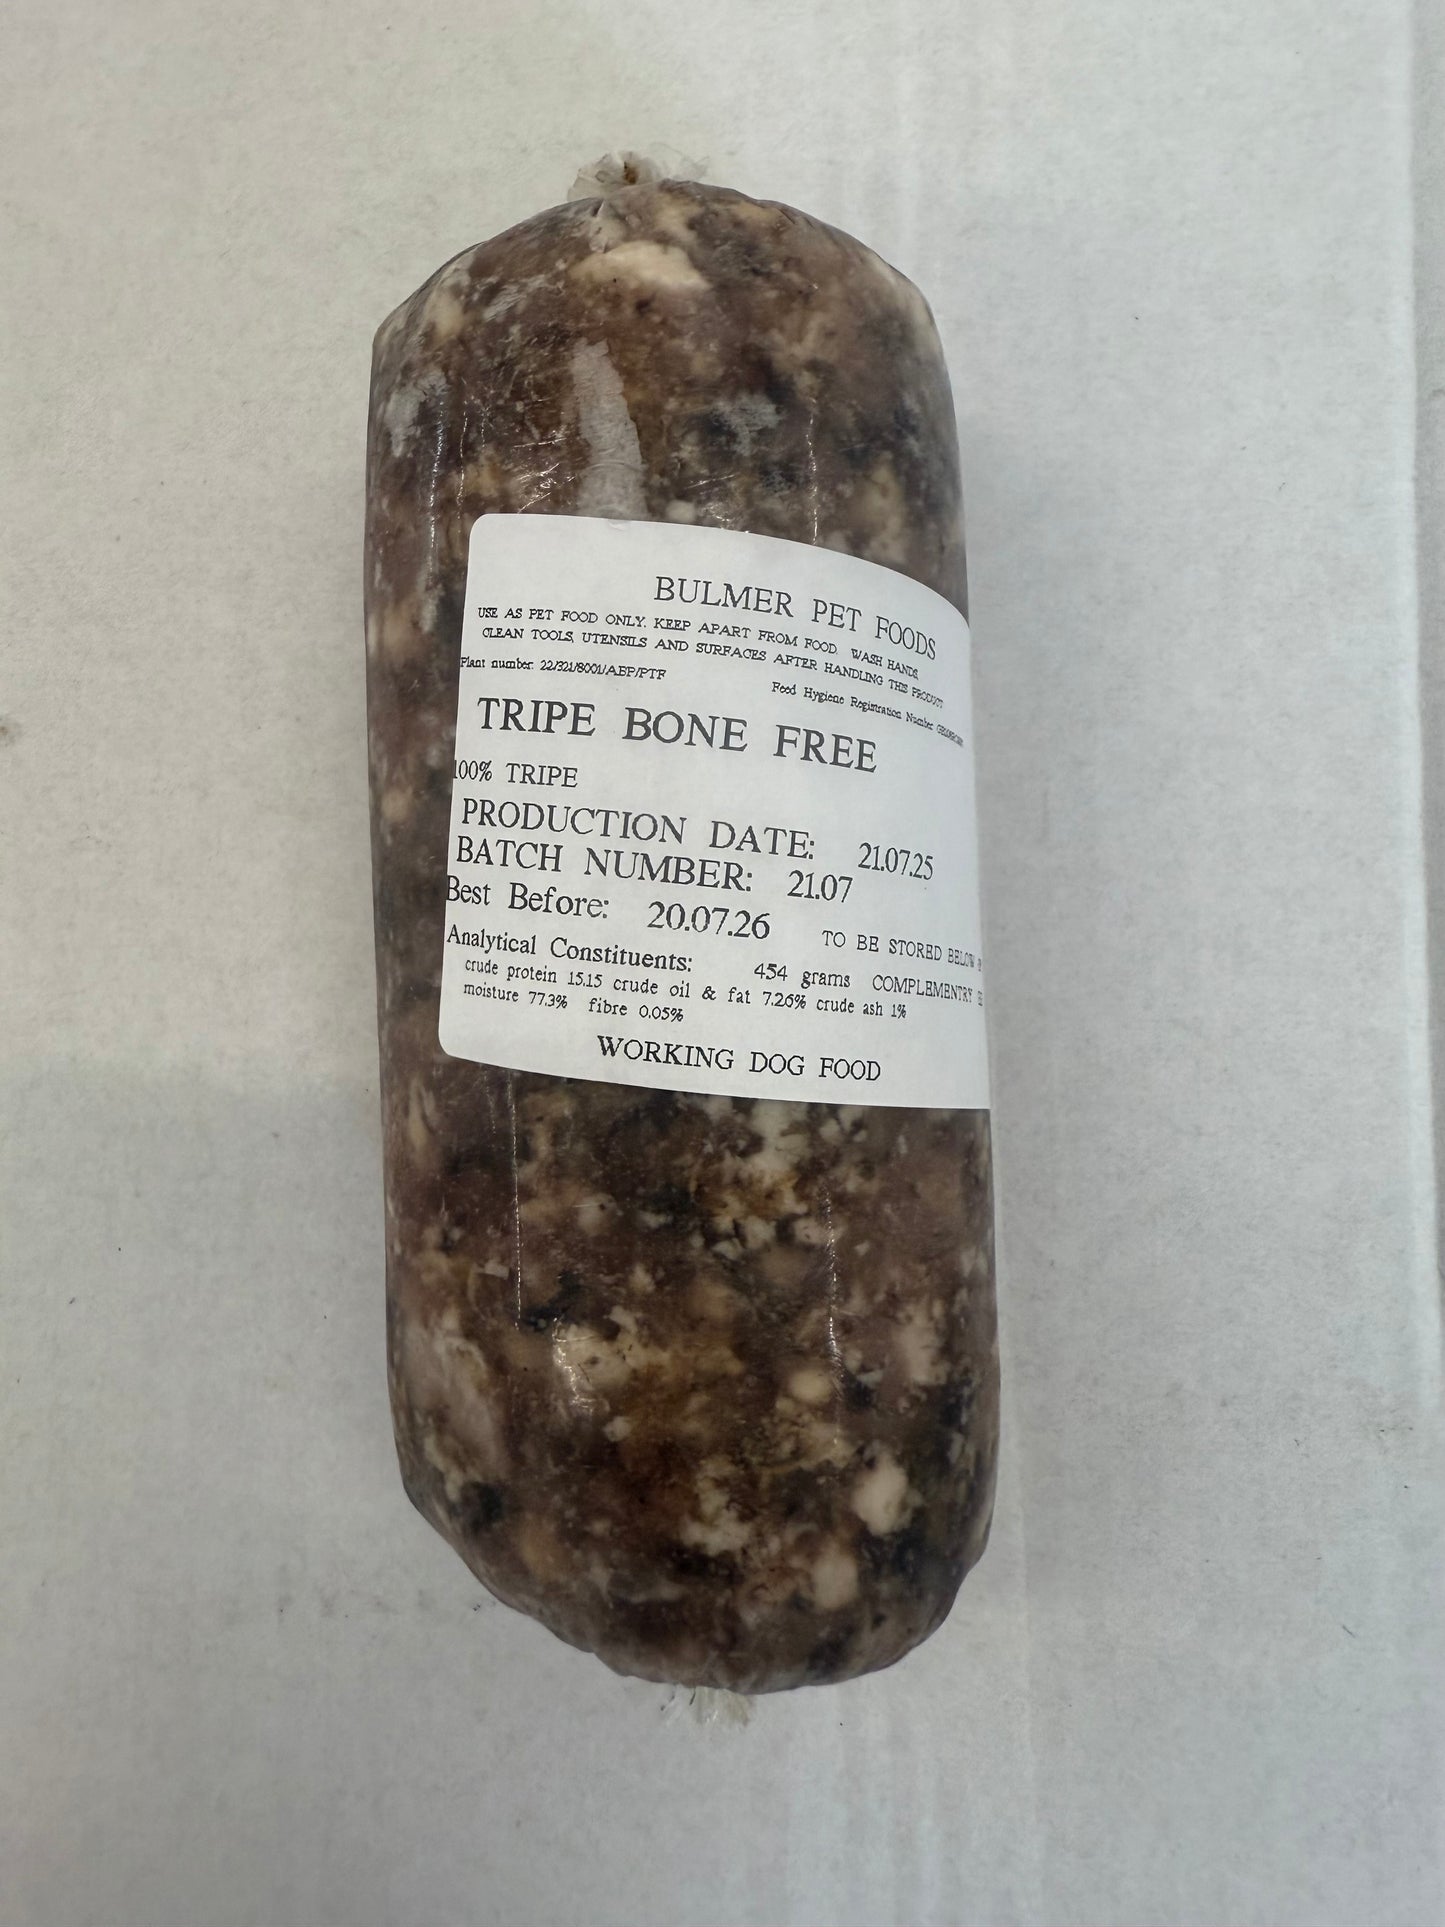 BULMER PET FOODS
USE AS PET FOOD ONLY. KEEP APART FROM FOOD. WASH HANDS,
CLEAN TOOLS, UTENSILS AND SURFACES AFTER HANDLING THIS PRODUCT
Plant number: 22/321/8001/ABP/PTF
Feed Hygiene Registration Number
TRIPE BONE FREE
100% TRIPE
PRODUCTION DATE: 21.07.25
BATCH NUMBER: 21.07
Best Before: 20.07.26
TO BE STORED BELOW
Analytical Constituents: 454 grams COMPLEMENTRY
crude protein 15.15 crude oil & fat 7.26% crude ash 1%
moisture 77.3% fibre 0.05%
WORKING DOG FOOD